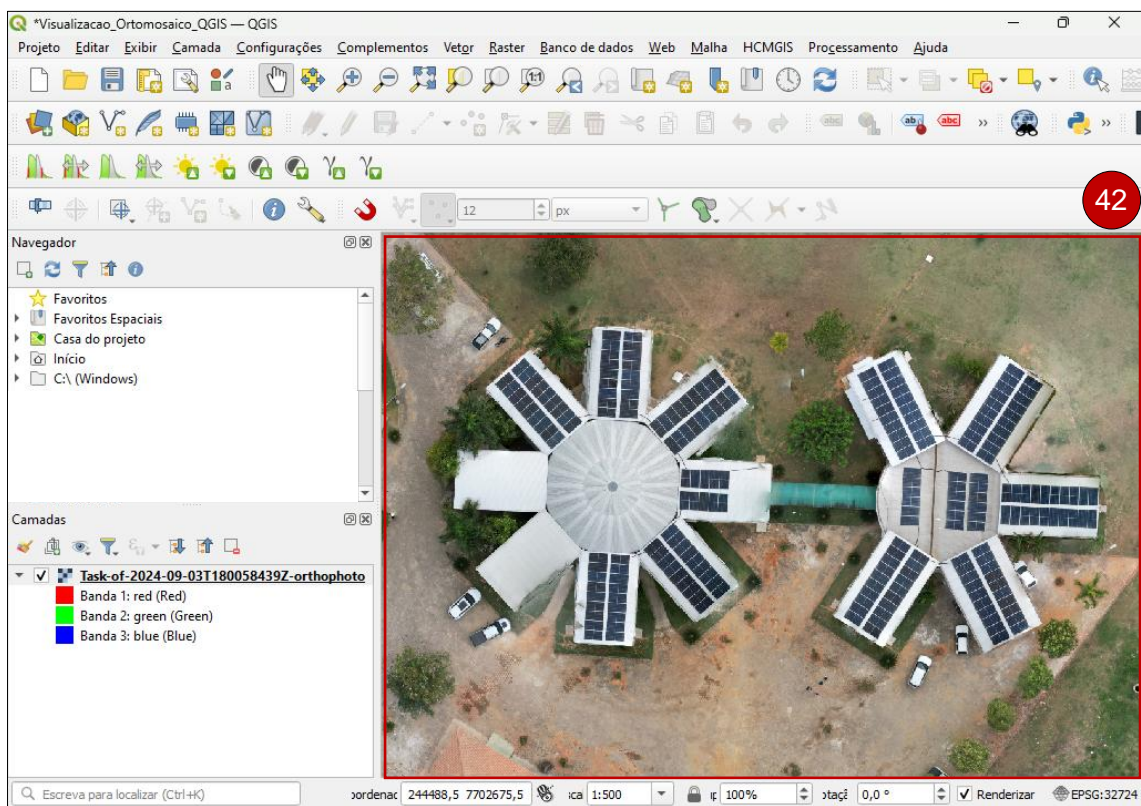 *Visualizacao_Ortomosaico_QGIS — QGIS
Projeto Editar Exibir Camada Configurações Complementos Vetor Raster Banco de dados Web Malha HCMGIS Processamento Ajuda
abc
ab
abc
»
»
12
px
42
Navegador
Favoritos
Favoritos Espaciais
Casa do projeto
Início
C:\ (Windows)
Camadas
Task-of-2024-09-03T180058439Z-orthophoto
Banda 1: red (Red)
Banda 2: green (Green)
Banda 3: blue (Blue)
Escreva para localizar (Ctrl+K)
ordenac 244488,5 7702675,5
ica 1:500
100%
otaçã 0,0 °
Renderizar
EPSG:32724